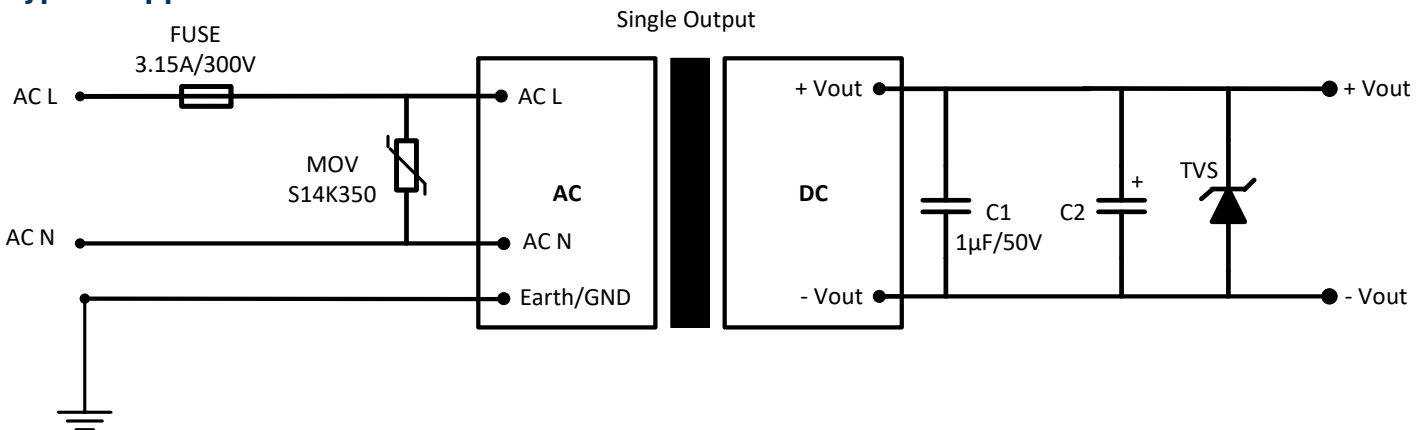 Single Output
FUSE
3.15A/300V
AC L
AC L
MOV
S14K350
AC
AC N
AC N
Earth/GND
+ Vout
DC
- Vout
C1
1µF/50V
+
C2
TVS
+ Vout
- Vout